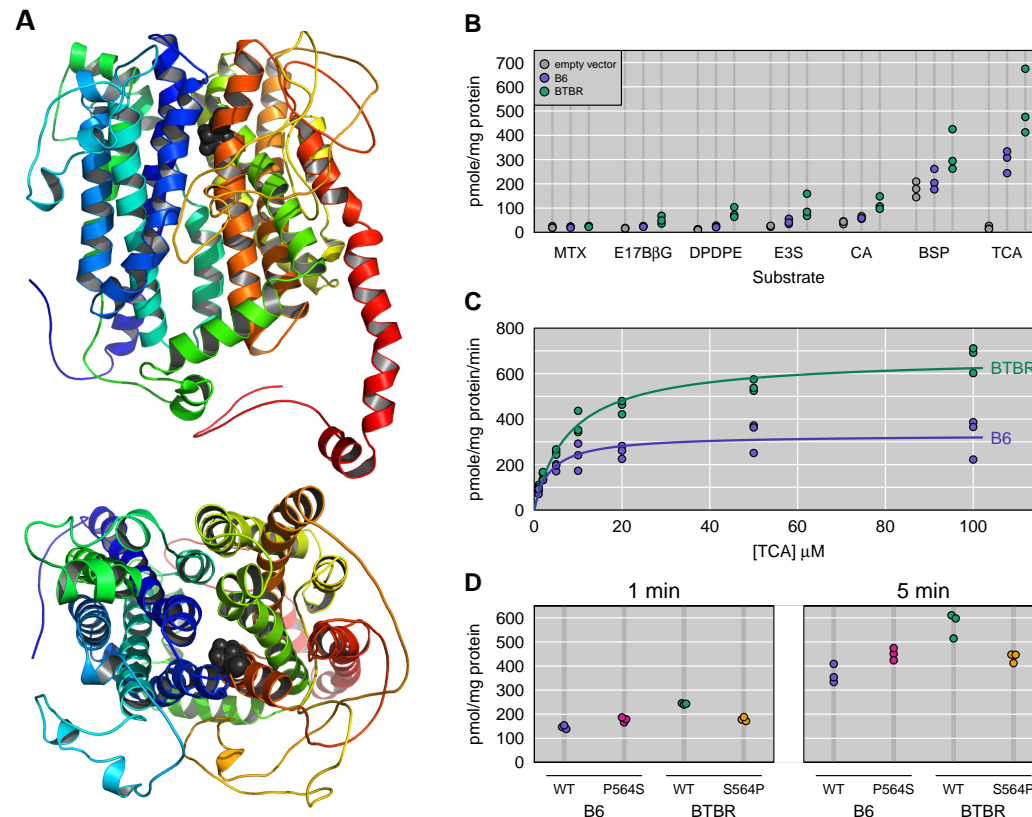 A
B
700
600
500
400
300
200
100
0
pmole/mg protein
empty vector
B6
BTBR
MTX E17BβG DPDPE E3S CA BSP TCA
Substrate
C
800
600
400
200
0
pmole/mg protein/min
BTBR
B6
0 20 40 60 80 100
[TCA] μM
D
1 min 5 min
600
500
400
300
200
100
0
pmol/mg protein
WT P564S WT S564P WT P564S WT S564P
B6 BTBR B6 BTBR